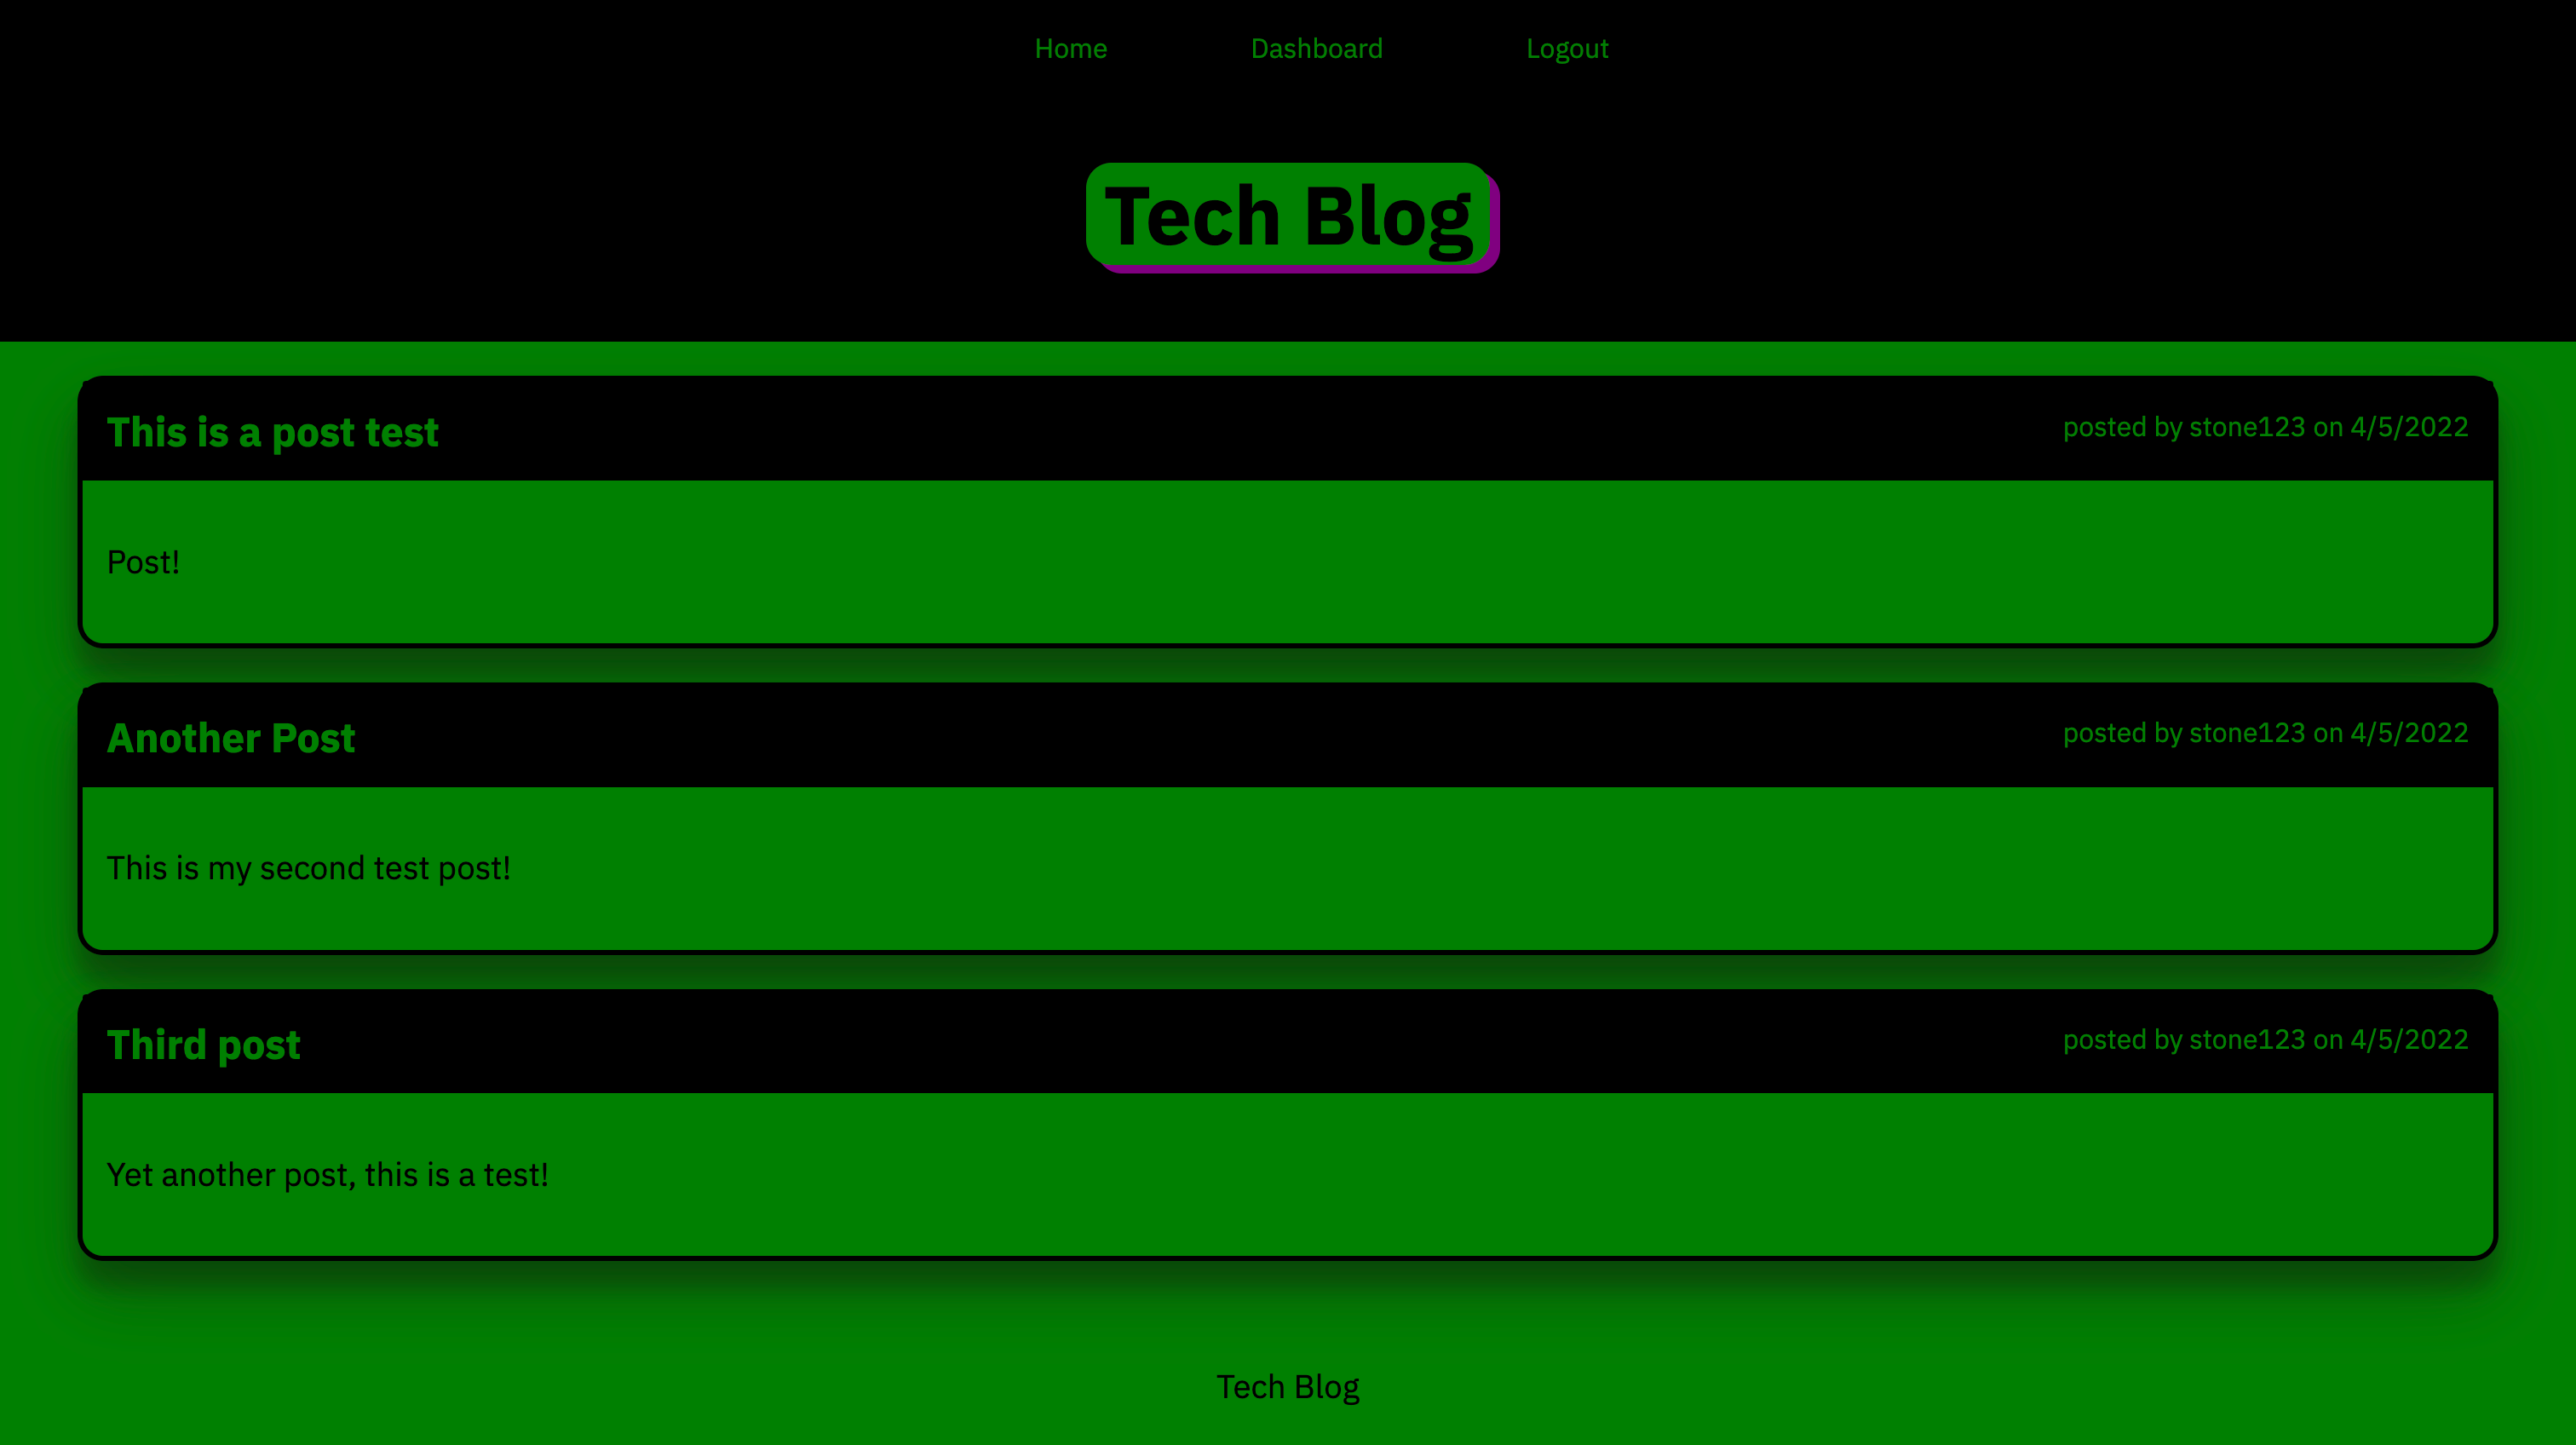 Home Dashboard Logout
Tech Blog
This is a post test posted by stone123 on 4/5/2022
Post!
Another Post posted by stone123 on 4/5/2022
This is my second test post!
Third post posted by stone123 on 4/5/2022
Yet another post, this is a test!
Tech Blog